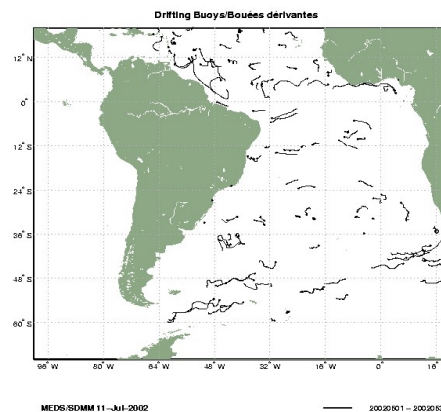 Drifting Buoys/Bouées dérivantes
12° N
0°
12° S
24° S
36° S
48° S
60° S
96° W 80° W 64° W 48° W 32° W 16° W 0° 16°
MEDS/SDMM 11-Jul-2002